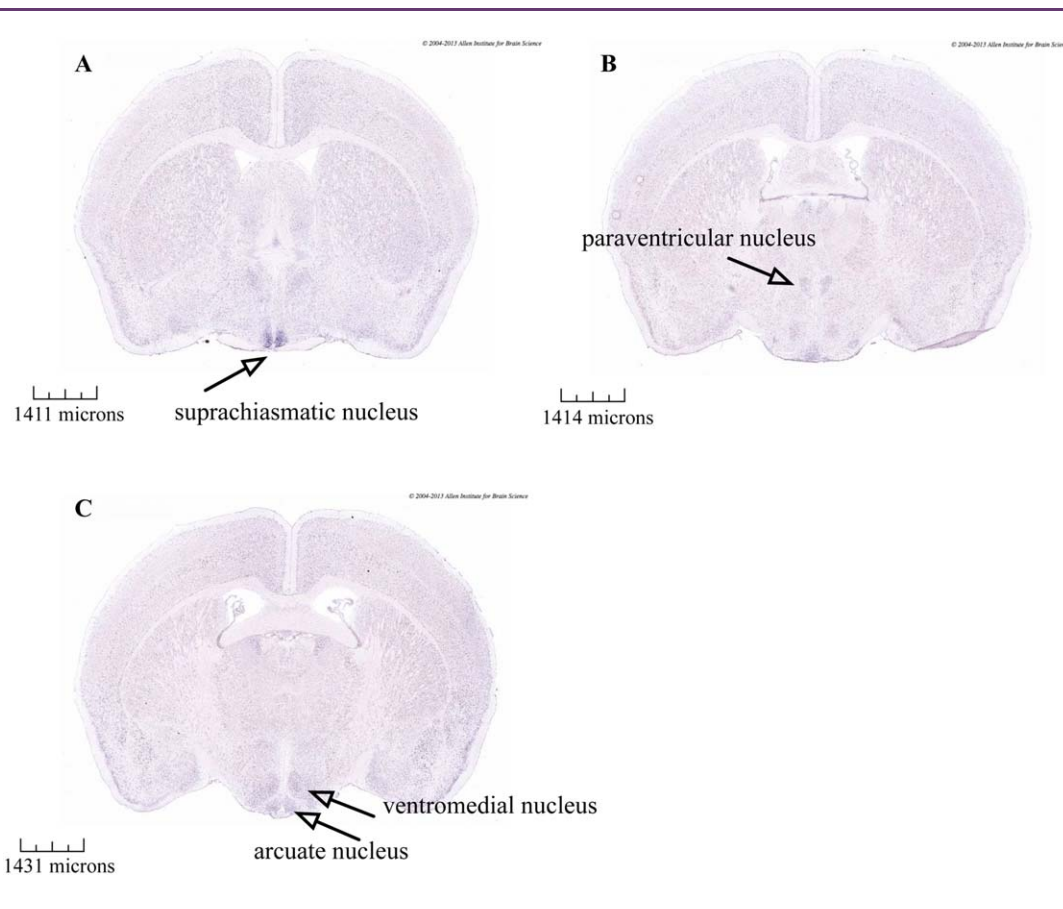 © 2004-2013 Allen Institute for Brain Science
A
suprachiasmatic nucleus
1411 microns
© 2004-2013 Allen Institute for Brain Scien
B
paraventricular nucleus
1414 microns
© 2004-2013 Allen Institute for Brain Science
C
ventromedial nucleus
arcuate nucleus
1431 microns